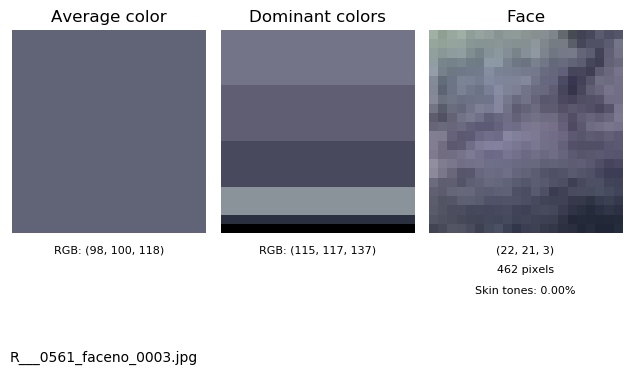 Average color
Dominant colors
Face
RGB: (98, 100, 118)
RGB: (115, 117, 137)
(22, 21, 3)
462 pixels
Skin tones: 0.00%
R___0561_faceno_0003.jpg